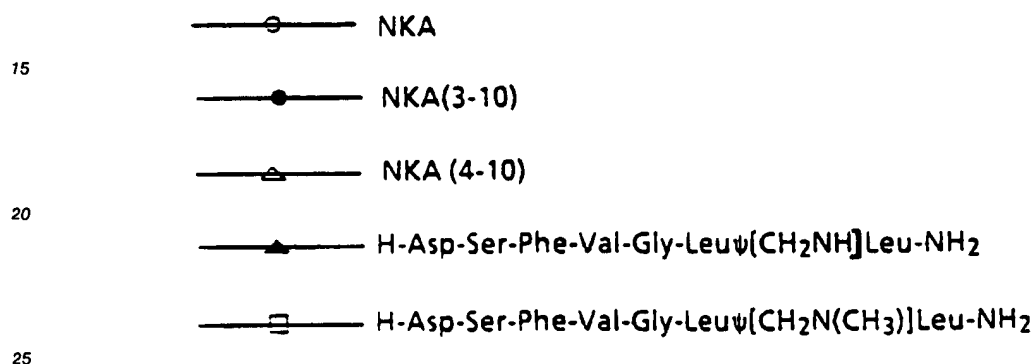 NKA
15
NKA(3-10)
NKA (4-10)
20
H-Asp-Ser-Phe-Val-Gly-Leuψ[CH₂NH]Leu-NH₂
H-Asp-Ser-Phe-Val-Gly-Leuψ[CH₂N(CH₃)]Leu-NH₂
25